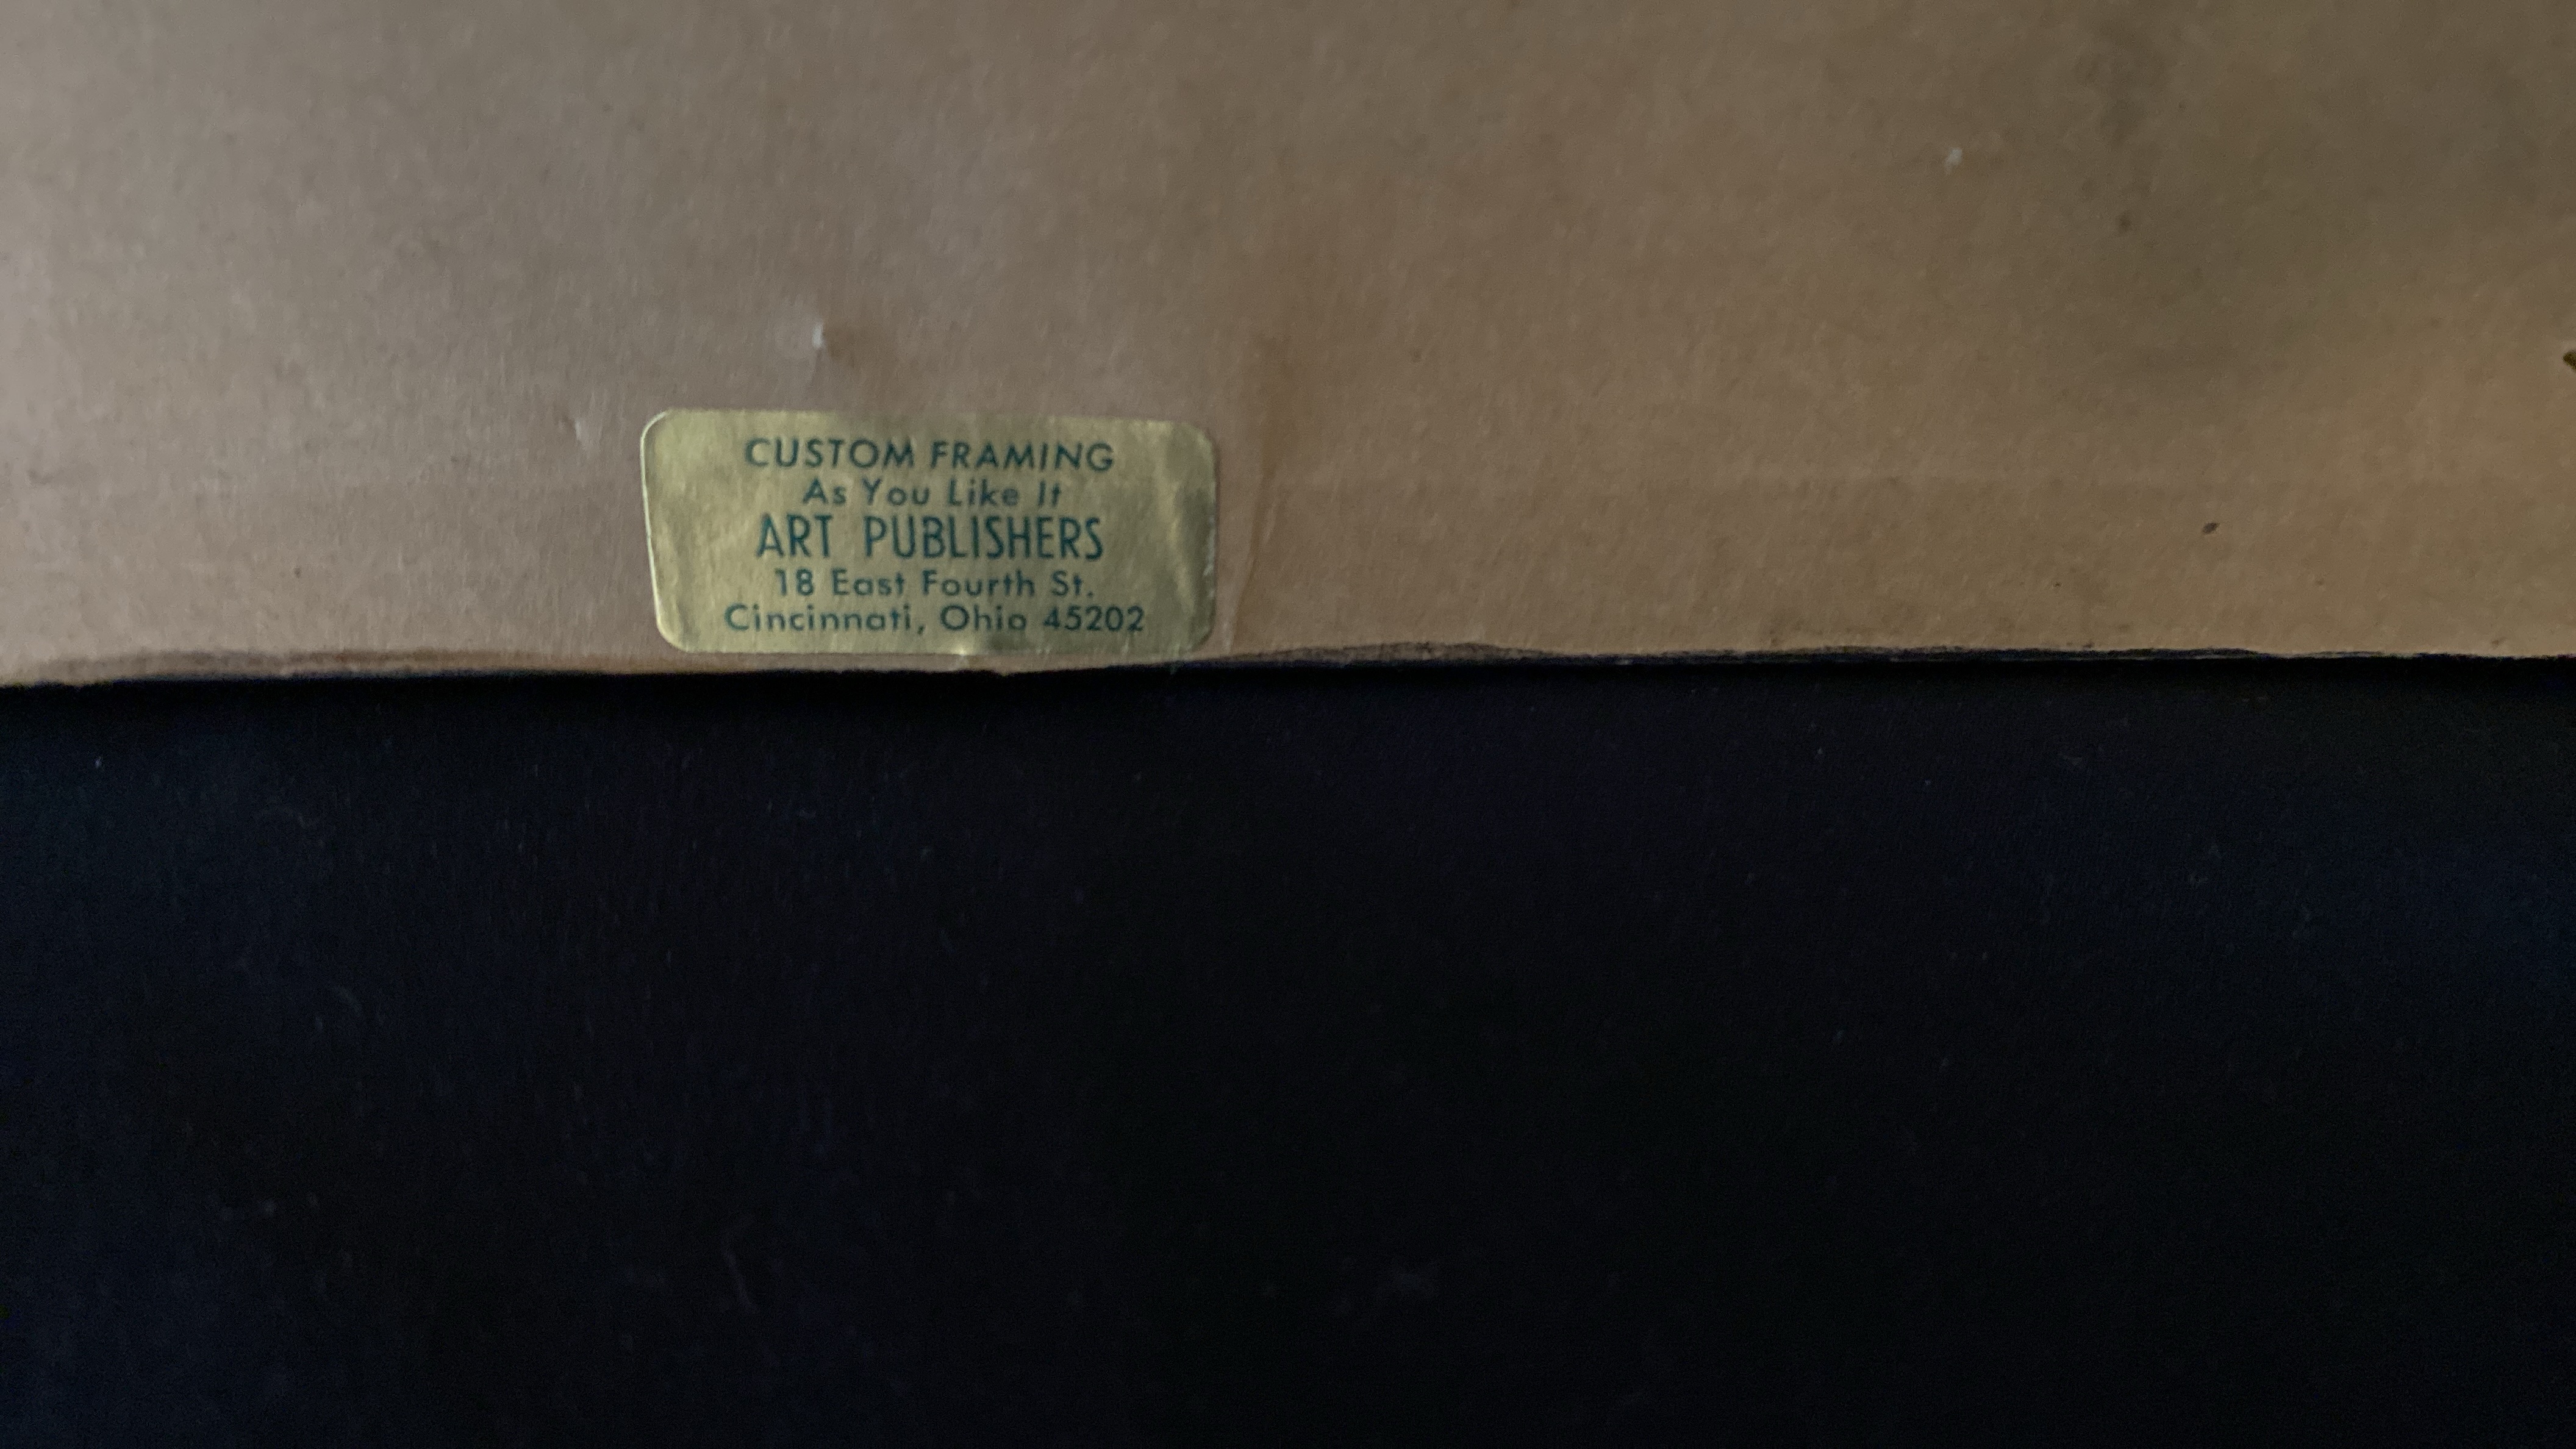 CUSTOM FRAMING
As You Like It
ART PUBLISHERS
18 East Fourth St.
Cincinnati, Ohio 45202